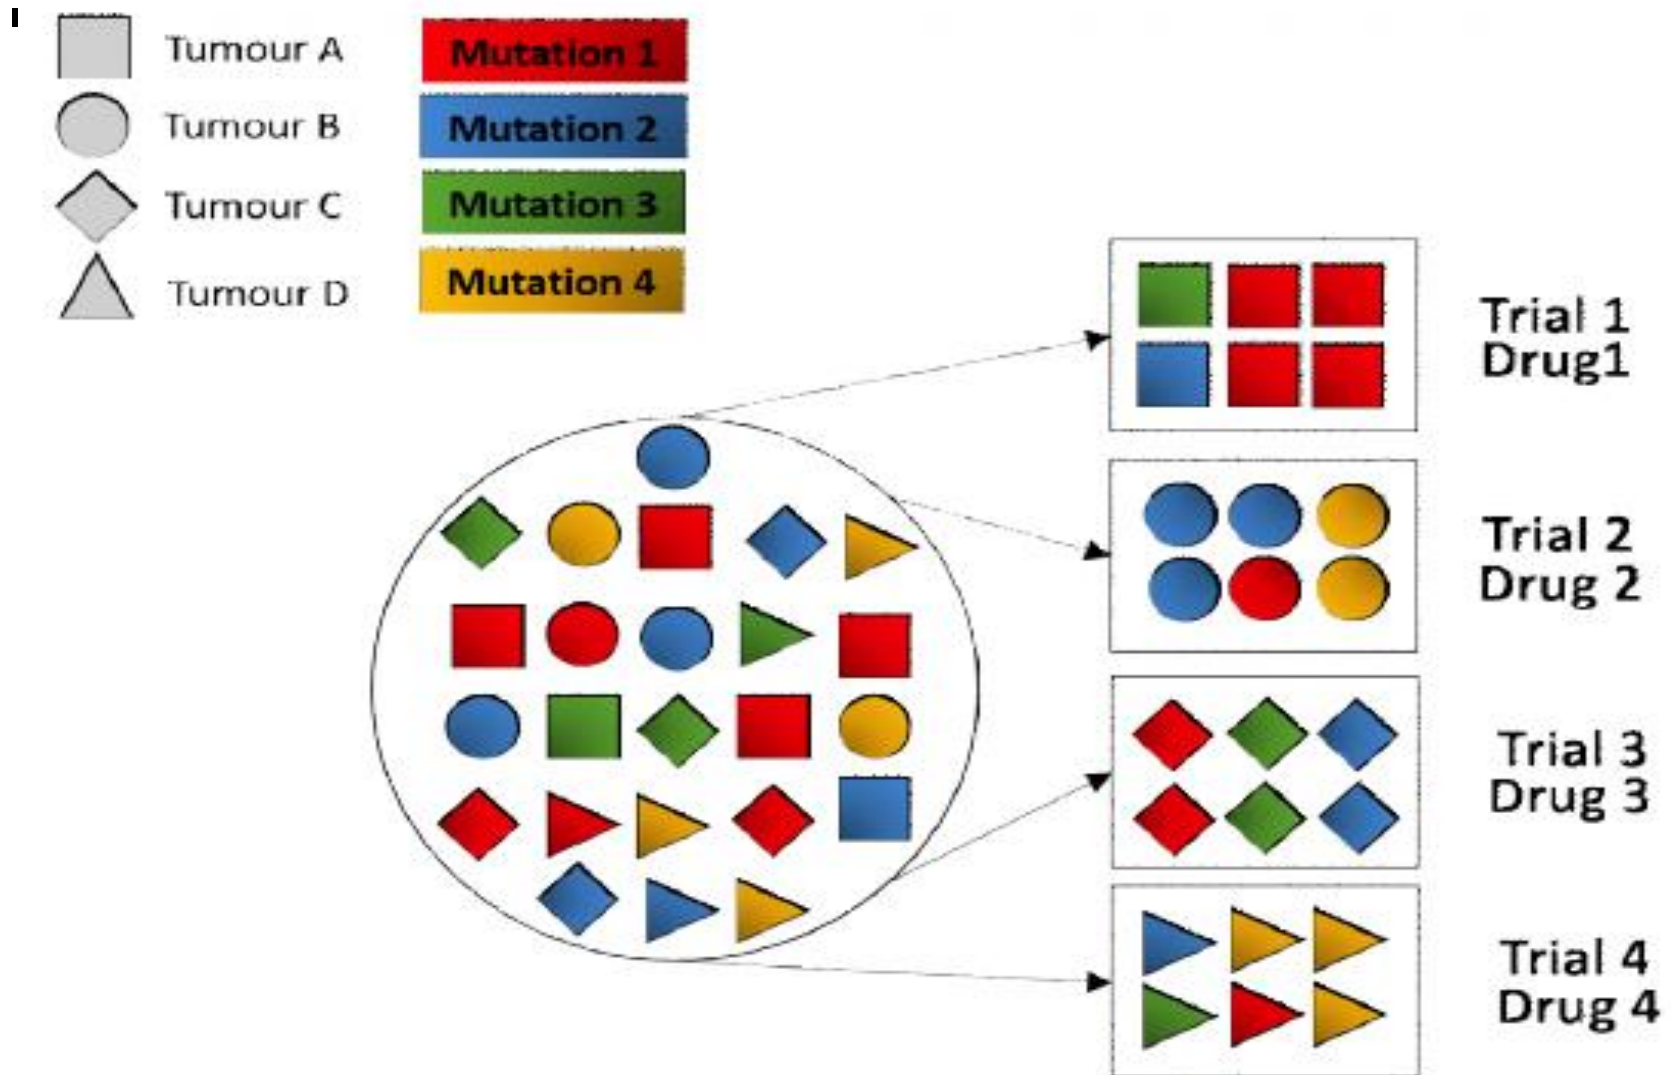 Tumour A
Mutation 1
Tumour B
Mutation 2
Tumour C
Mutation 3
Tumour D
Mutation 4
Trial 1
Drug1
Trial 2
Drug 2
Trial 3
Drug 3
Trial 4
Drug 4